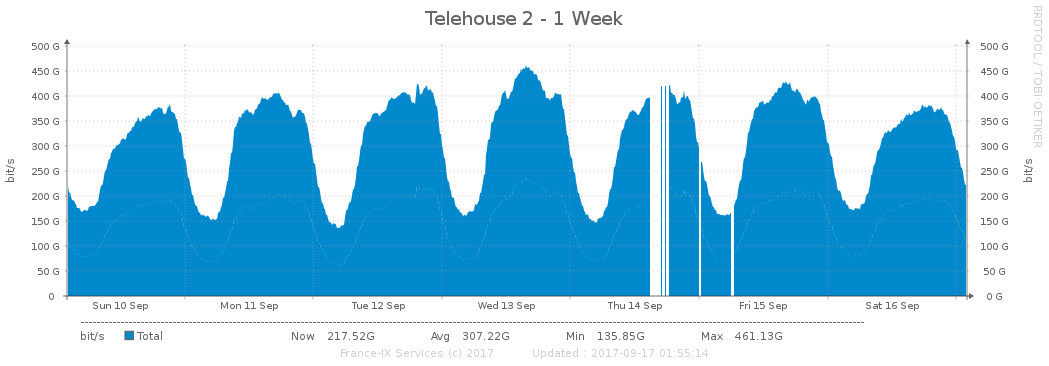 Telehouse 2 - 1 Week
RRDTOOL / TOBI OETIKER
500 G 500 G
450 G 450 G
400 G 400 G
350 G 350 G
300 G 300 G
250 G 250 G
200 G 200 G
150 G 150 G
100 G 100 G
50 G 50 G
0 0 G
bit/s
bit/s
Sun 10 Sep Mon 11 Sep Tue 12 Sep Wed 13 Sep Thu 14 Sep Fri 15 Sep Sat 16 Sep
bit/s Total Now 217.52G Avg 307.22G Min 135.85G Max 461.13G
France-IX Services (c) 2017 Updated : 2017-09-17 01:55:14